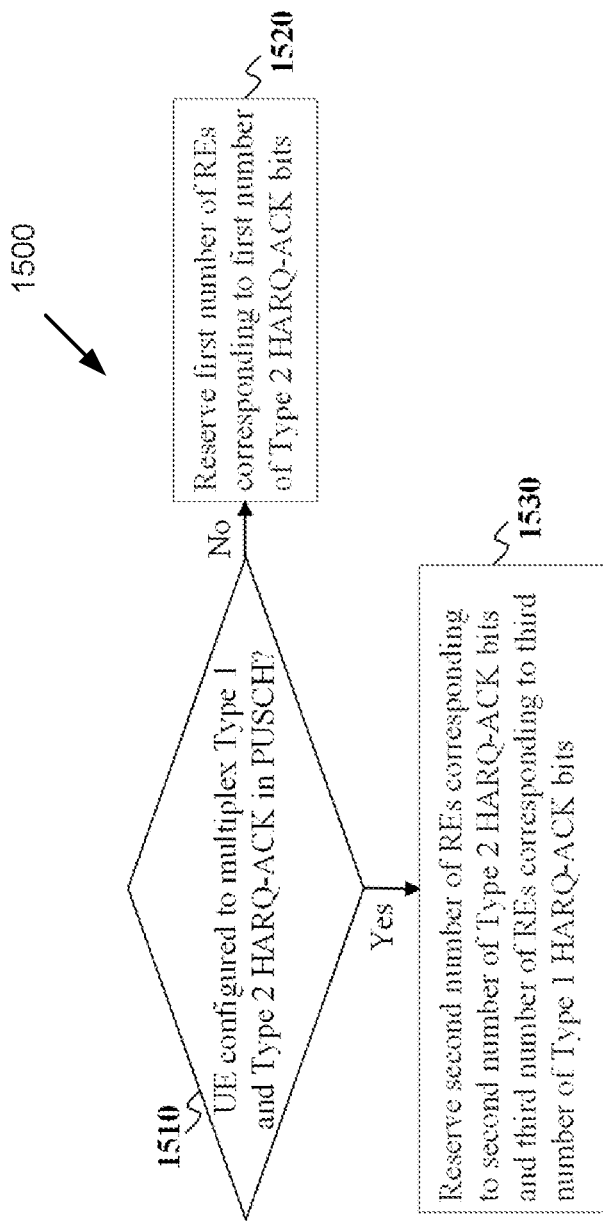 1500
1510
UE configured to multiplex Type 1
and Type 2 HARQ-ACK in PUSCH?
No
1520
Reserve first number of REs
corresponding to first number
of Type 2 HARQ-ACK bits
Yes
1530
Reserve second number of REs corresponding
to second number of Type 2 HARQ-ACK bits
and third number of REs corresponding to third
number of Type 1 HARQ-ACK bits